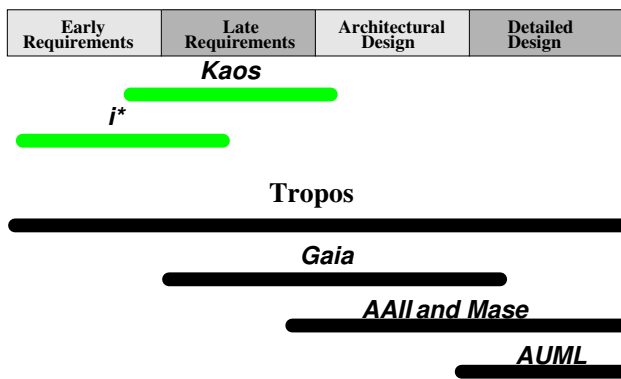 Early Late Architectural Detailed
Requirements Requirements Design Design
Kaos
i*
Tropos
Gaia
AAII and Mase
AUML